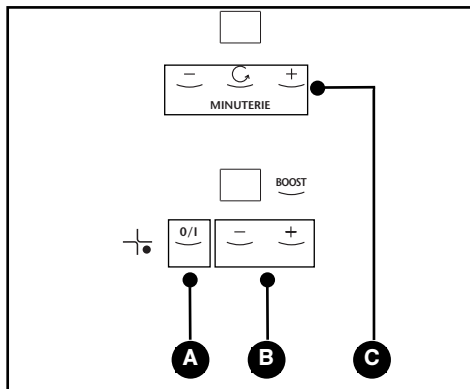 − +
MINUTERIE
BOOST
0/I − +
A B C